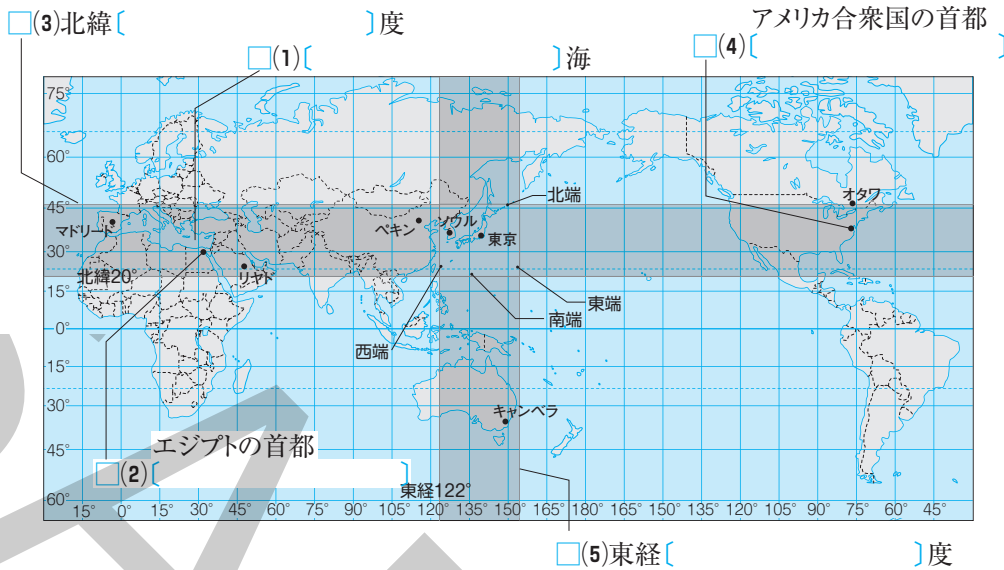 アメリカ合衆国の首都
□(3)北緯〔 〕度
□(4)〔 〕
□(1)〔 〕海
75°
60°
45°
30°
15°
0°
15°
30°
45°
60°
北端
オタワ
マドリード
ペキン
ソウル
東京
北緯20°
リヤド
東端
南端
西端
キャンベラ
エジプトの首都
□(2)〔 〕
東経122°
15° 0° 15° 30° 45° 60° 75° 90° 105° 120° 135° 150° 165° 180° 165° 150° 135° 120° 105° 90° 75° 60° 45°
□(5)東経〔 〕度